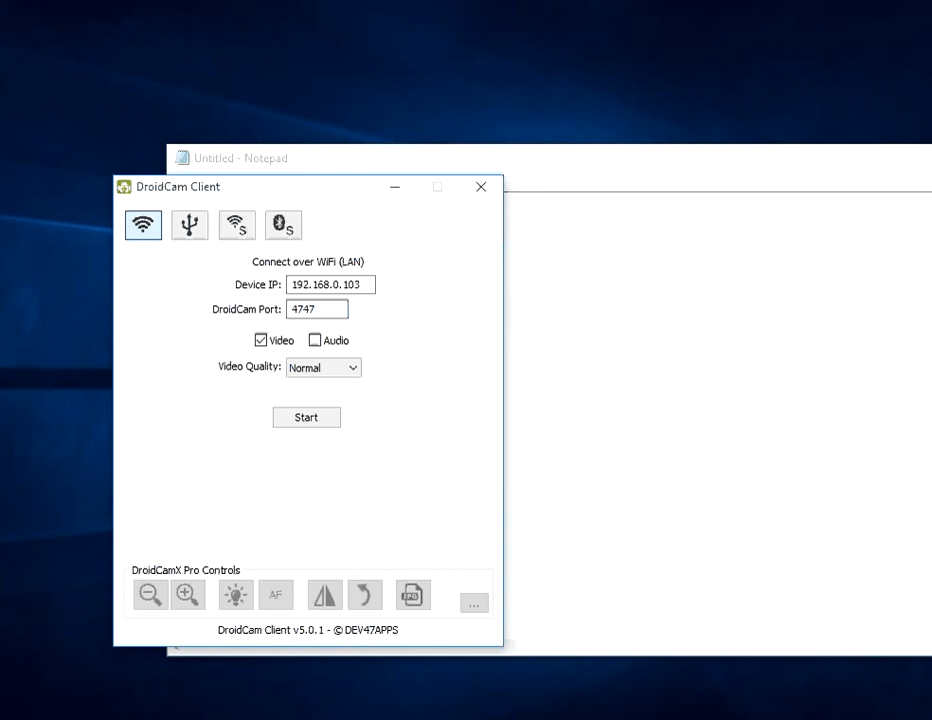 Untitled - Notepad
DroidCam Client
S
S
Connect over WiFi (LAN)
Device IP: 192.168.0.103
DroidCam Port: 4747
Video Audio
Video Quality: Normal
Start
DroidCamX Pro Controls
AF
JPG
...
DroidCam Client v5.0.1 - © DEV47APPS